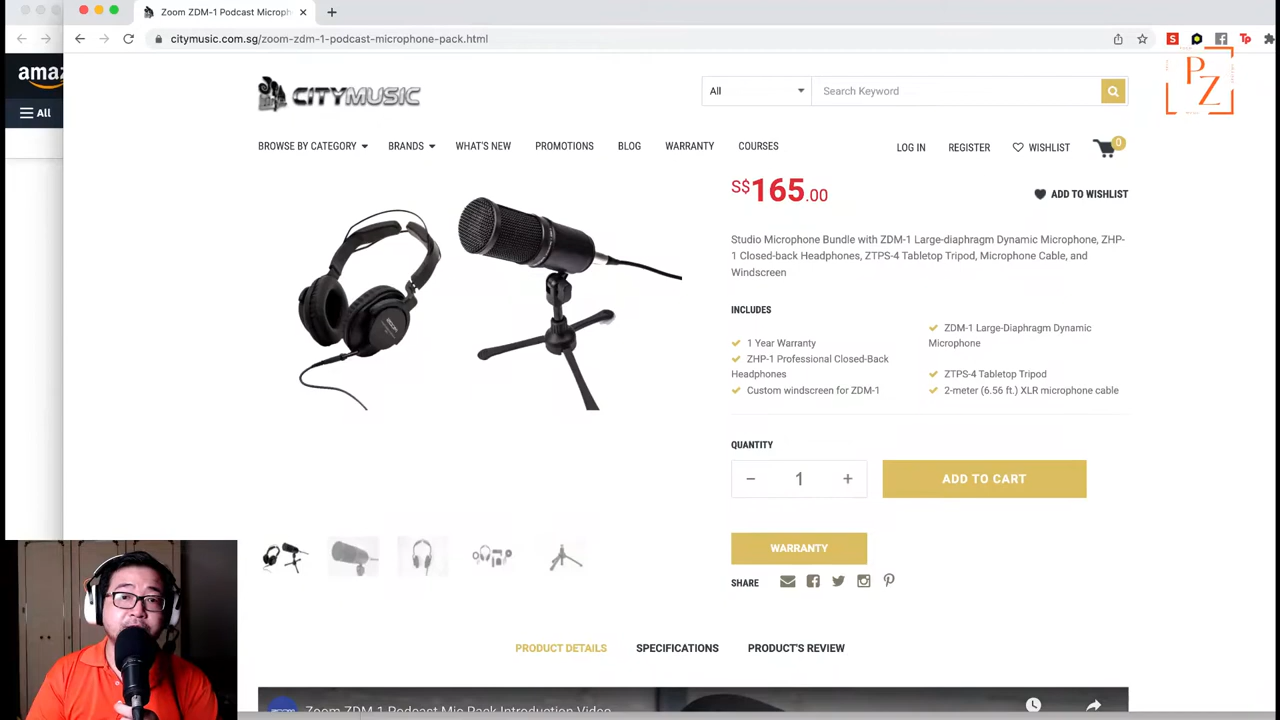 Zoom ZDM-1 Podcast Microph
citymusic.com.sg/zoom-zdm-1-podcast-microphone-pack.html
S
Tp
amaz
All
CITYMUSIC
All
Search Keyword
PZ
BROWSE BY CATEGORY
BRANDS
WHAT'S NEW
PROMOTIONS
BLOG
WARRANTY
COURSES
LOG IN
REGISTER
WISHLIST
0
S$165.00
ADD TO WISHLIST
Studio Microphone Bundle with ZDM-1 Large-diaphragm Dynamic Microphone, ZHP-
1 Closed-back Headphones, ZTPS-4 Tabletop Tripod, Microphone Cable, and
Windscreen
INCLUDES
1 Year Warranty
ZHP-1 Professional Closed-Back
Headphones
Custom windscreen for ZDM-1
ZDM-1 Large-Diaphragm Dynamic
Microphone
ZTPS-4 Tabletop Tripod
2-meter (6.56 ft.) XLR microphone cable
QUANTITY
1
ADD TO CART
WARRANTY
SHARE
PRODUCT DETAILS
SPECIFICATIONS
PRODUCT'S REVIEW
Zoom ZDM-1 Podcast Mic Pack Introduction Video